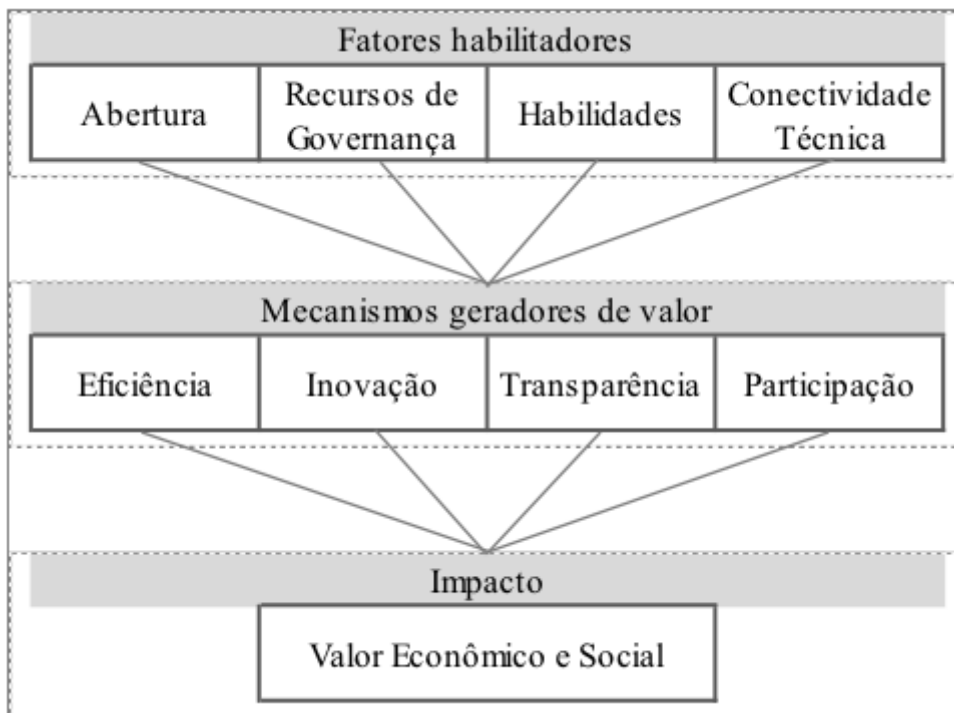 Fatores habilitadores
Abertura
Recursos de
Governança
Habilidades
Conectividade
Técnica
Mecanismos geradores de valor
Eficiência
Inovação
Transparência
Participação
Impacto
Valor Econômico e Social